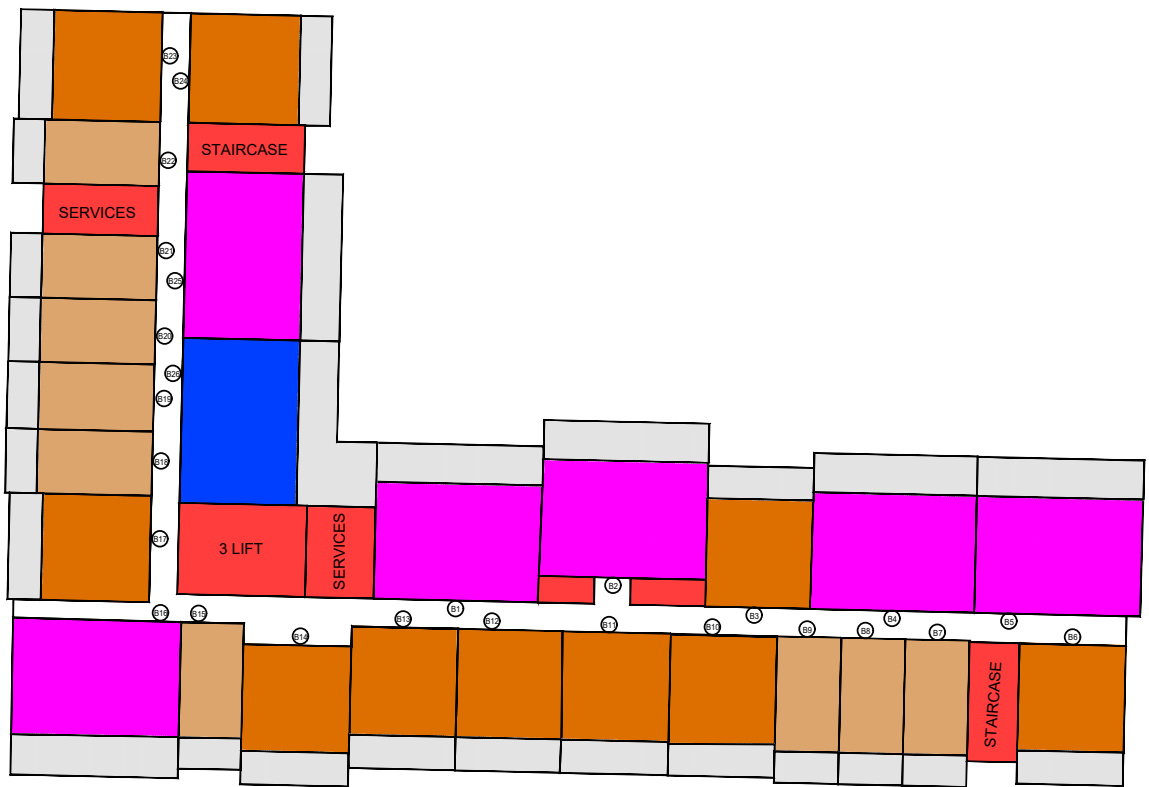 B23
B24
STAIRCASE
B22
SERVICES
B21
B25
B20
B26
B19
B18
B17
3 LIFT
SERVICES
B2
B16
B15
B1
B13
B12
B11
B10
B3
B4
B5
B9
B8
B7
B6
B14
STAIRCASE